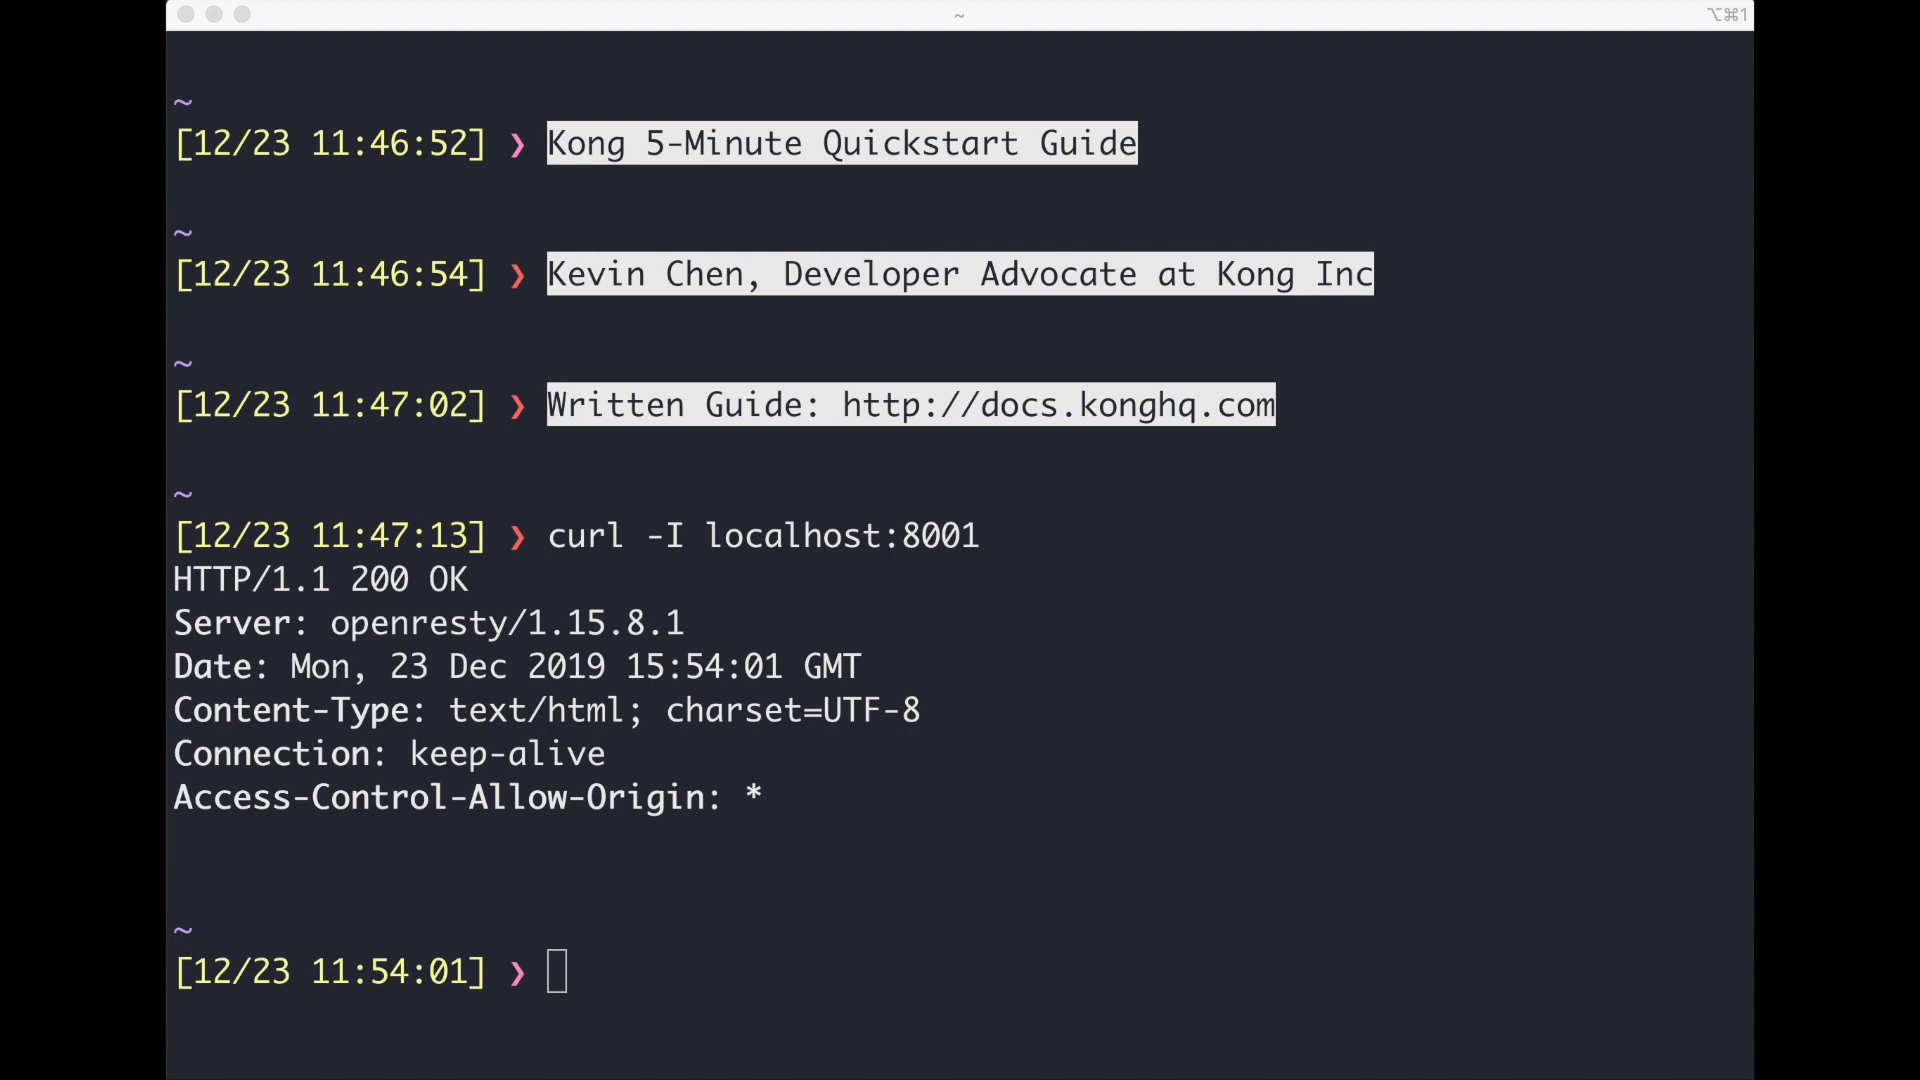 ~
⌥⌘1
~
[12/23 11:46:52] ❯ Kong 5-Minute Quickstart Guide
~
[12/23 11:46:54] ❯ Kevin Chen, Developer Advocate at Kong Inc
~
[12/23 11:47:02] ❯ Written Guide: http://docs.konghq.com
~
[12/23 11:47:13] ❯ curl -I localhost:8001
HTTP/1.1 200 OK
Server: openresty/1.15.8.1
Date: Mon, 23 Dec 2019 15:54:01 GMT
Content-Type: text/html; charset=UTF-8
Connection: keep-alive
Access-Control-Allow-Origin: *
~
[12/23 11:54:01] ❯